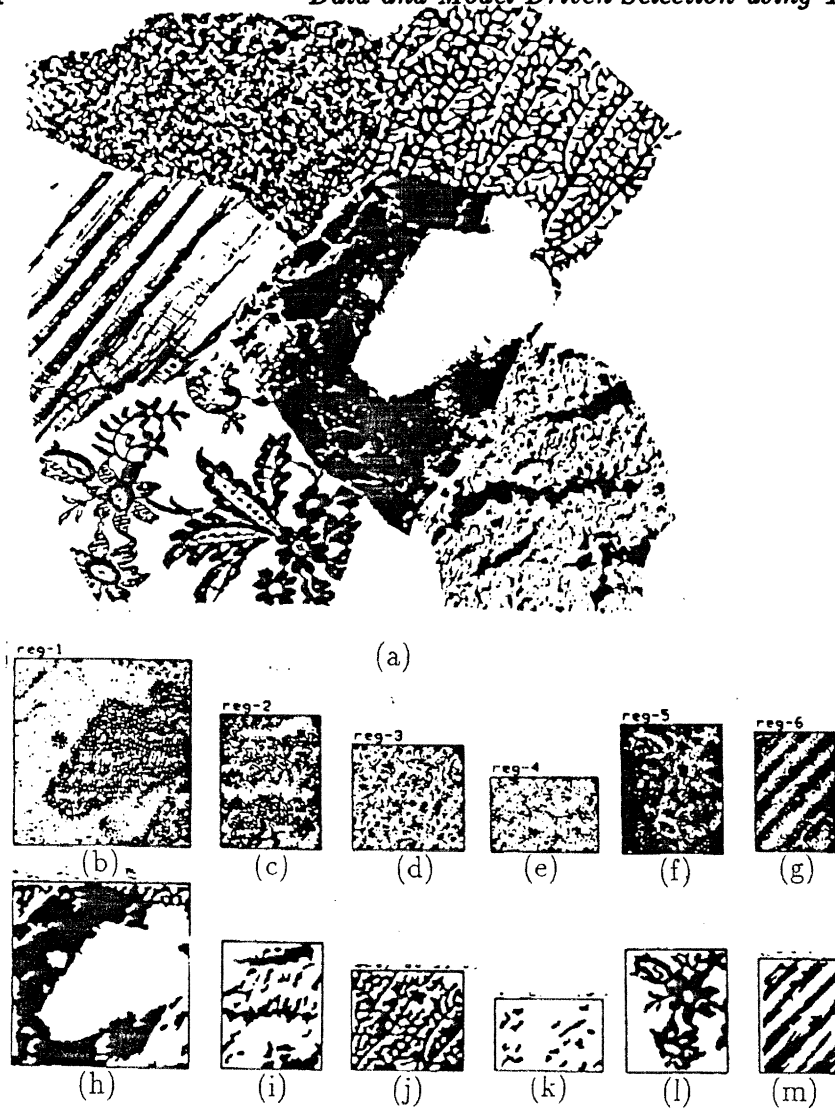 Data and Model Driven Selection using
(a)
reg-1
reg-2
reg-3
reg-4
reg-5
reg-6
(b)
(c)
(d)
(e)
(f)
(g)
(h)
(i)
(j)
(k)
(l)
(m)